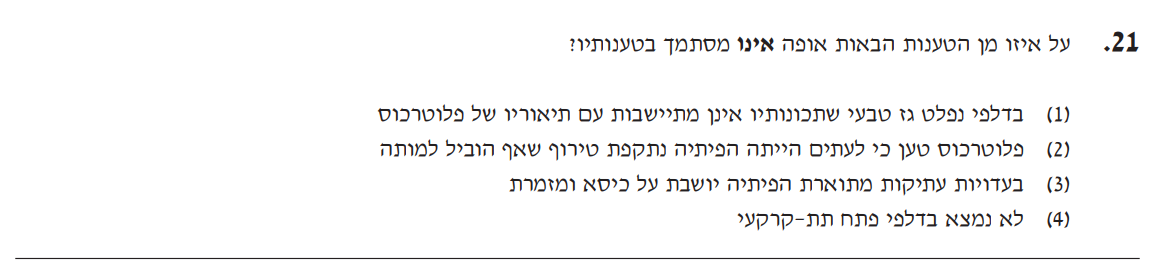 21. על איזו מן הטענות הבאות אופה אינו מסתמך בטענותיו?
(1) בדלפי נפלט גז טבעי שתכונותיו אינן מתיישבות עם תיאוריו של פלוטרכוס
(2) פלוטרכוס טען כי לעתים הייתה הפיתיה נתקפת טירוף שאף הוביל למותה
(3) בעדויות עתיקות מתוארת הפיתיה יושבת על כיסא ומזמרת
(4) לא נמצא בדלפי פתח תת-קרקעי